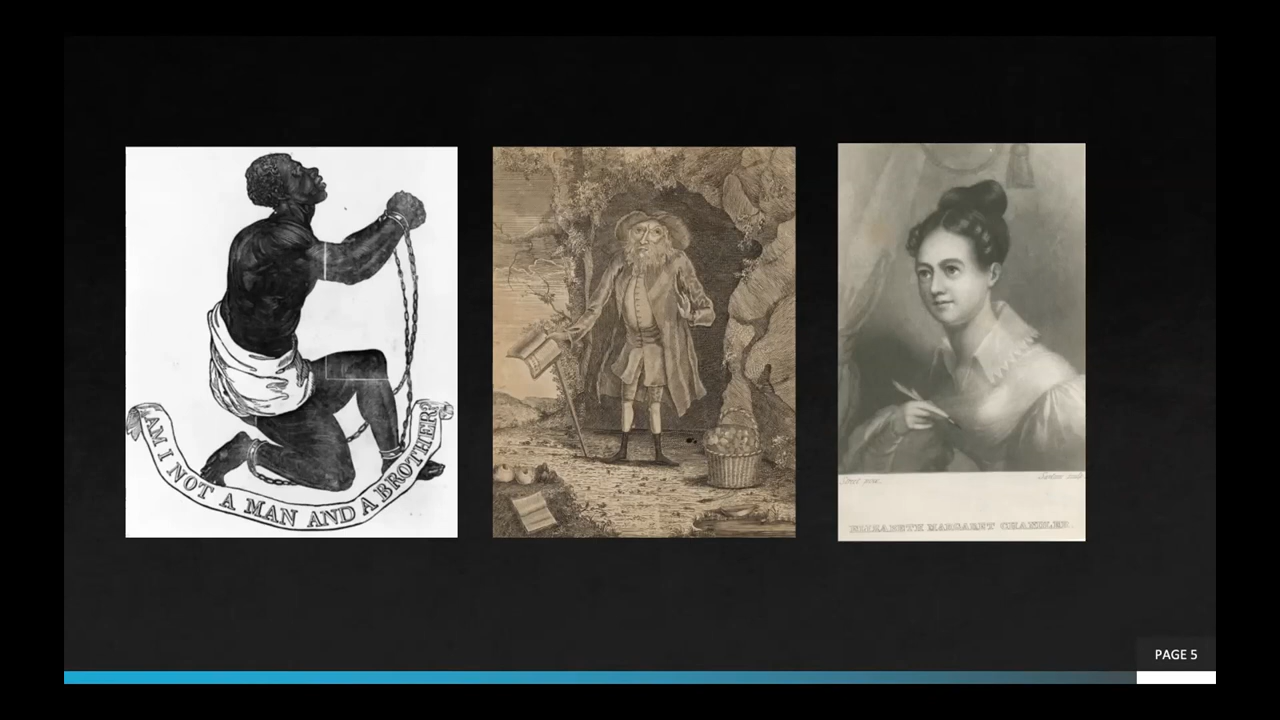 AM I NOT A MAN AND A BROTHER?
ELIZABETH MARGARET CHANDLER
PAGE 5